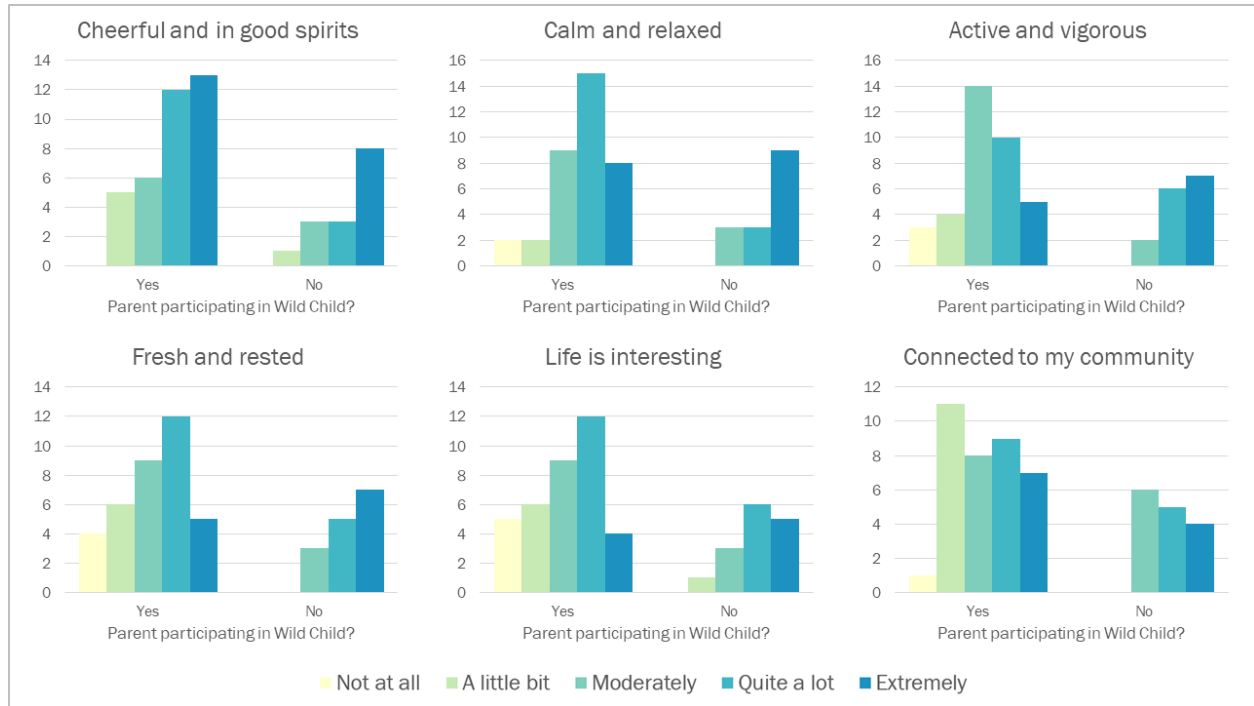 Cheerful and in good spirits
14
12
10
8
6
4
2
0
Yes No
Parent participating in Wild Child?
Calm and relaxed
16
14
12
10
8
6
4
2
0
Yes No
Parent participating in Wild Child?
Active and vigorous
16
14
12
10
8
6
4
2
0
Yes No
Parent participating in Wild Child?
Fresh and rested
14
12
10
8
6
4
2
0
Yes No
Parent participating in Wild Child?
Life is interesting
14
12
10
8
6
4
2
0
Yes No
Parent participating in Wild Child?
Connected to my community
12
10
8
6
4
2
0
Yes No
Parent participating in Wild Child?
Not at all A little bit Moderately Quite a lot Extremely